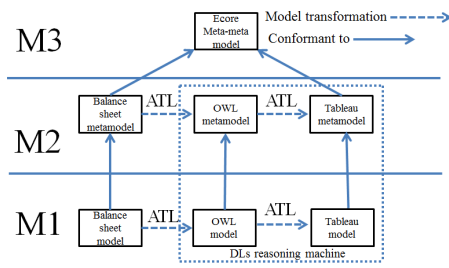 M3
Ecore
Meta-meta
model
Model transformation
Conformant to
M2
Balance
sheet
metamodel
ATL
OWL
metamodel
ATL
Tableau
metamodel
M1
Balance
sheet
model
ATL
OWL
model
ATL
Tableau
model
DLs reasoning machine